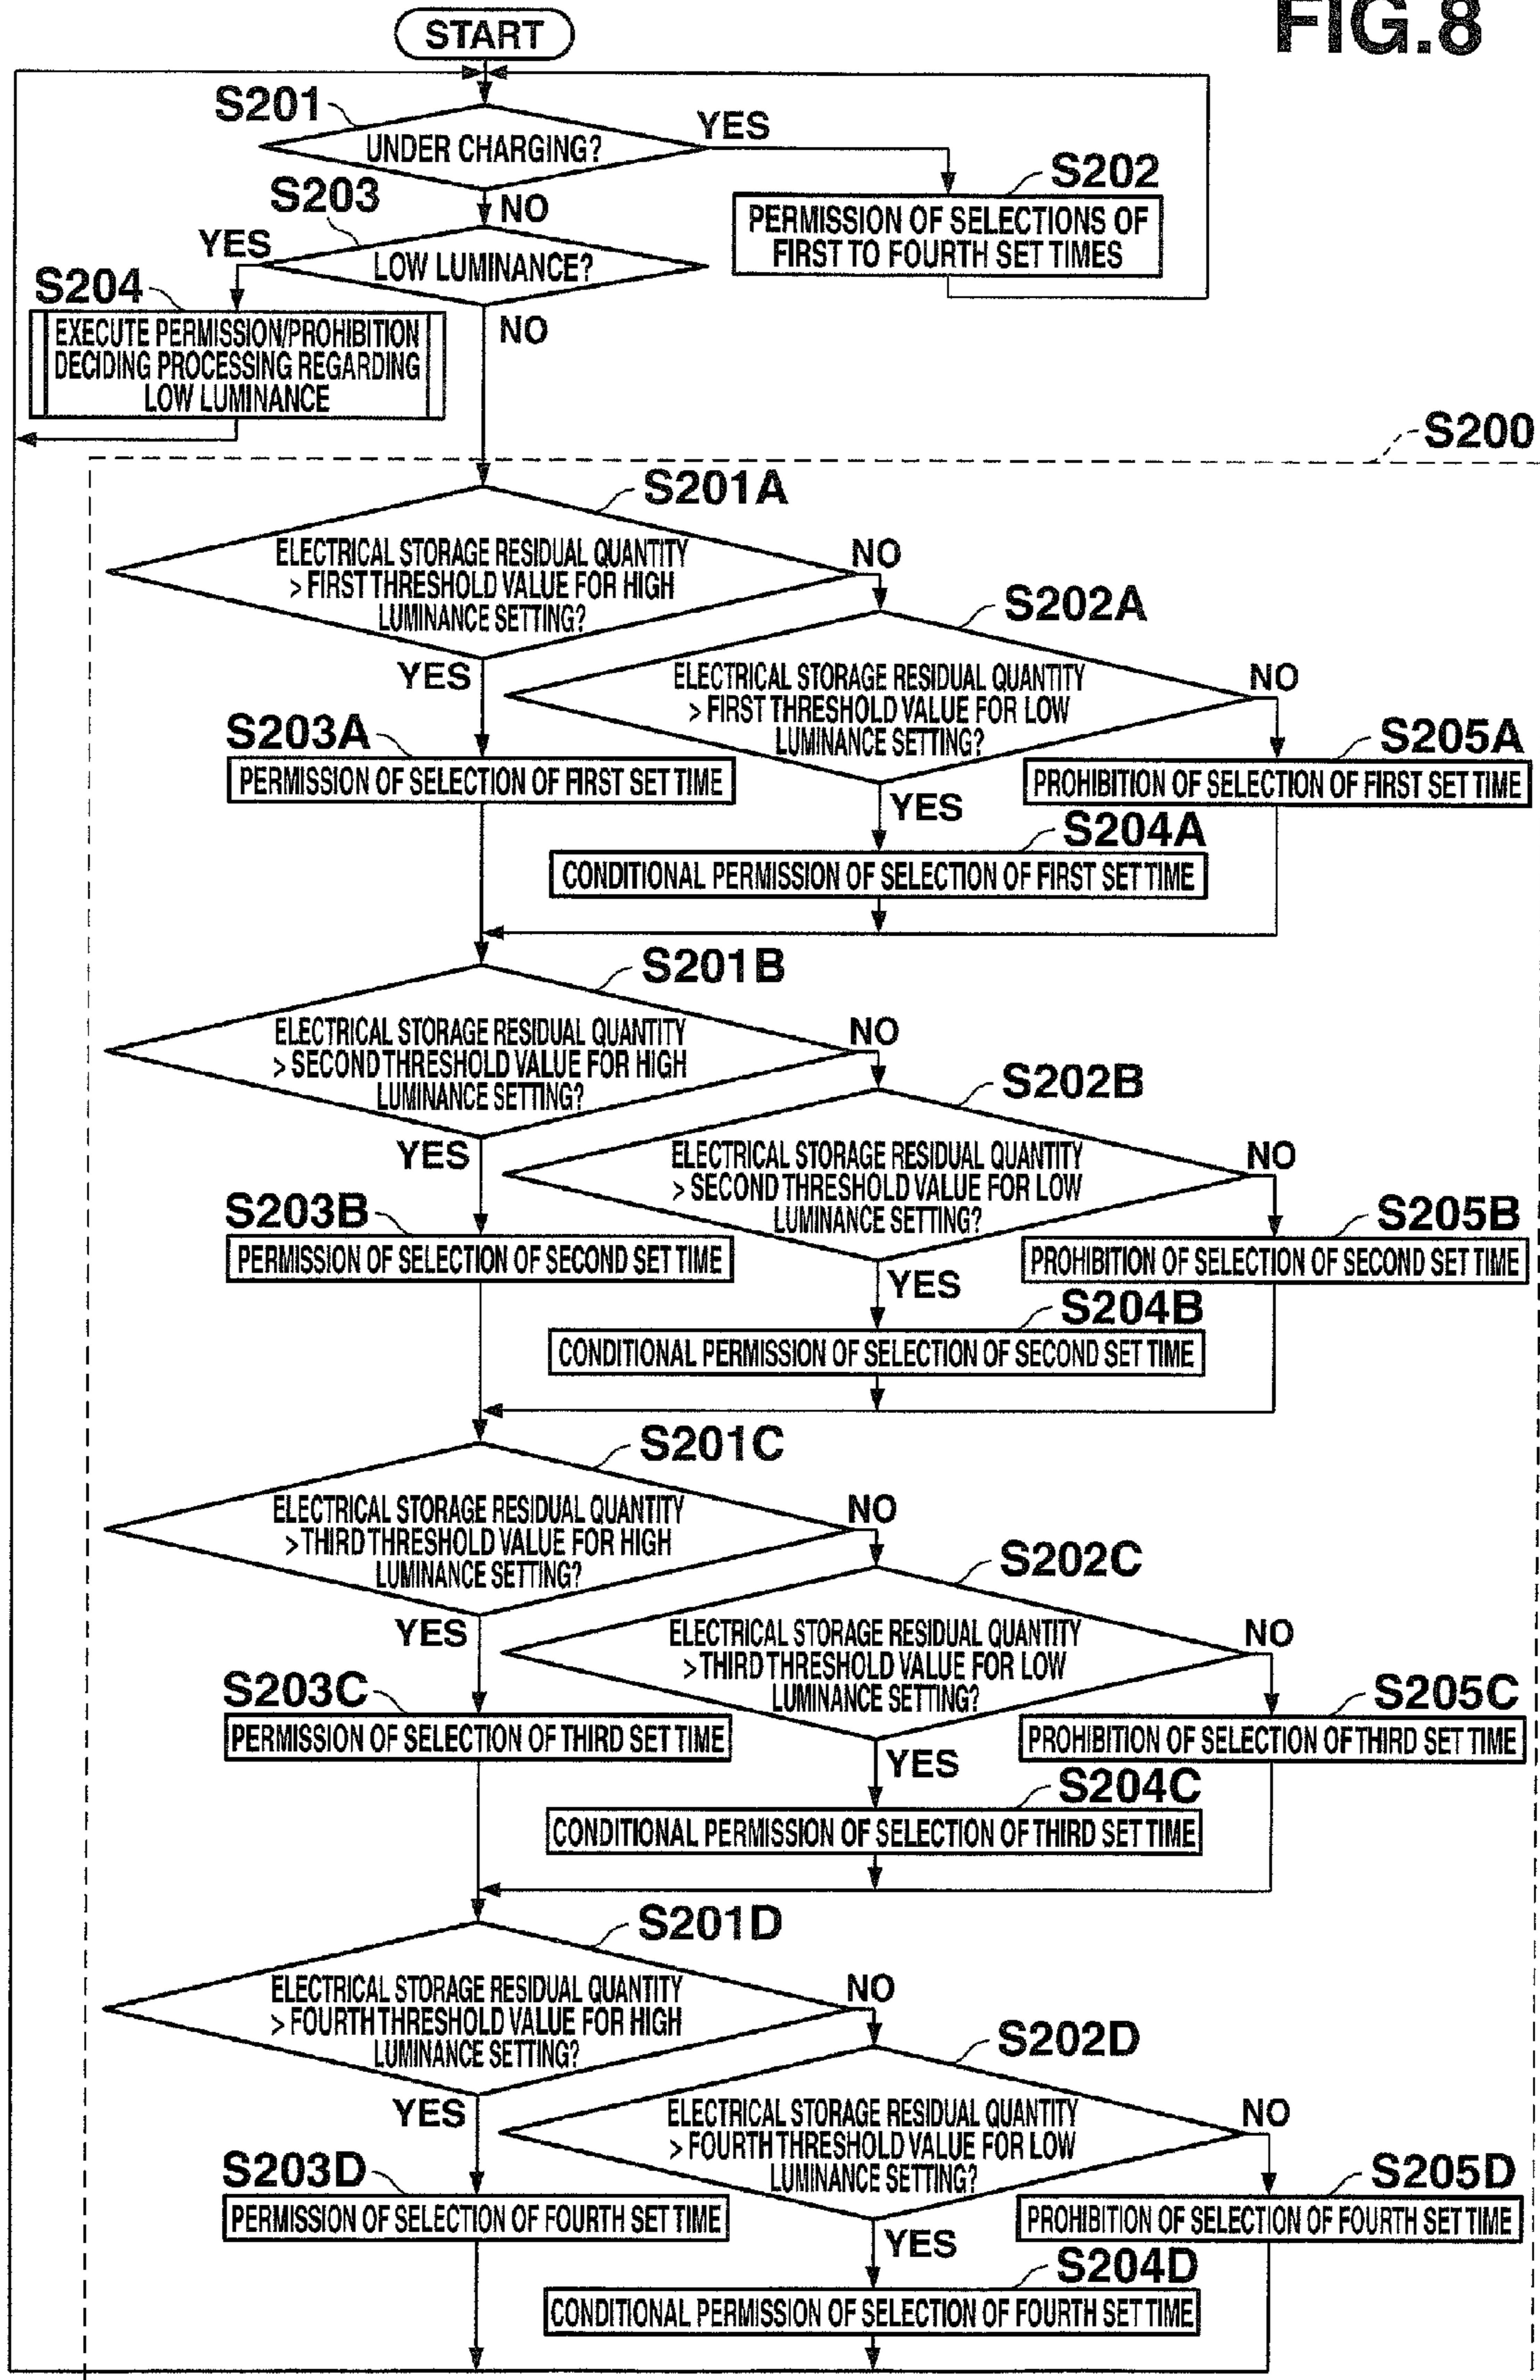 FIG.8
START
S201
UNDER CHARGING?
YES
S202
PERMISSION OF SELECTIONS OF
FIRST TO FOURTH SET TIMES
NO
S203
LOW LUMINANCE?
YES
S204
EXECUTE PERMISSION/PROHIBITION
DECIDING PROCESSING REGARDING
LOW LUMINANCE
NO
S200
S201A
ELECTRICAL STORAGE RESIDUAL QUANTITY
> FIRST THRESHOLD VALUE FOR HIGH
LUMINANCE SETTING?
NO
S202A
YES
ELECTRICAL STORAGE RESIDUAL QUANTITY
> FIRST THRESHOLD VALUE FOR LOW
LUMINANCE SETTING?
NO
S203A
PERMISSION OF SELECTION OF FIRST SET TIME
S205A
PROHIBITION OF SELECTION OF FIRST SET TIME
YES
S204A
CONDITIONAL PERMISSION OF SELECTION OF FIRST SET TIME
S201B
ELECTRICAL STORAGE RESIDUAL QUANTITY
> SECOND THRESHOLD VALUE FOR HIGH
LUMINANCE SETTING?
NO
S202B
YES
ELECTRICAL STORAGE RESIDUAL QUANTITY
> SECOND THRESHOLD VALUE FOR LOW
LUMINANCE SETTING?
NO
S203B
PERMISSION OF SELECTION OF SECOND SET TIME
S205B
PROHIBITION OF SELECTION OF SECOND SET TIME
YES
S204B
CONDITIONAL PERMISSION OF SELECTION OF SECOND SET TIME
S201C
ELECTRICAL STORAGE RESIDUAL QUANTITY
> THIRD THRESHOLD VALUE FOR HIGH
LUMINANCE SETTING?
NO
S202C
YES
ELECTRICAL STORAGE RESIDUAL QUANTITY
> THIRD THRESHOLD VALUE FOR LOW
LUMINANCE SETTING?
NO
S203C
PERMISSION OF SELECTION OF THIRD SET TIME
S205C
PROHIBITION OF SELECTION OF THIRD SET TIME
YES
S204C
CONDITIONAL PERMISSION OF SELECTION OF THIRD SET TIME
S201D
ELECTRICAL STORAGE RESIDUAL QUANTITY
> FOURTH THRESHOLD VALUE FOR HIGH
LUMINANCE SETTING?
NO
S202D
YES
ELECTRICAL STORAGE RESIDUAL QUANTITY
> FOURTH THRESHOLD VALUE FOR LOW
LUMINANCE SETTING?
NO
S203D
PERMISSION OF SELECTION OF FOURTH SET TIME
S205D
PROHIBITION OF SELECTION OF FOURTH SET TIME
YES
S204D
CONDITIONAL PERMISSION OF SELECTION OF FOURTH SET TIME